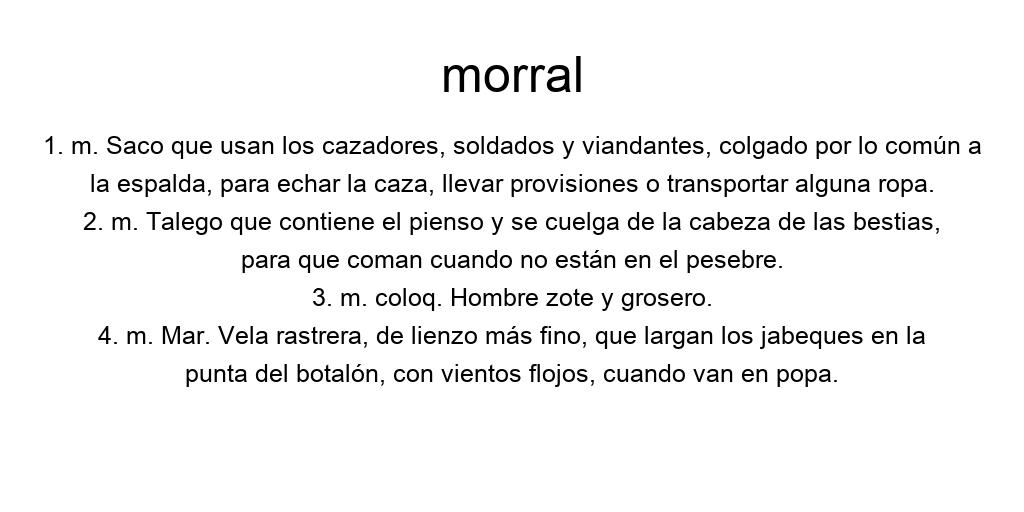 morral
1. m. Saco que usan los cazadores, soldados y viandantes, colgado por lo común a
la espalda, para echar la caza, llevar provisiones o transportar alguna ropa.
2. m. Talego que contiene el pienso y se cuelga de la cabeza de las bestias,
para que coman cuando no están en el pesebre.
3. m. coloq. Hombre zote y grosero.
4. m. Mar. Vela rastrera, de lienzo más fino, que largan los jabeques en la
punta del botalón, con vientos flojos, cuando van en popa.